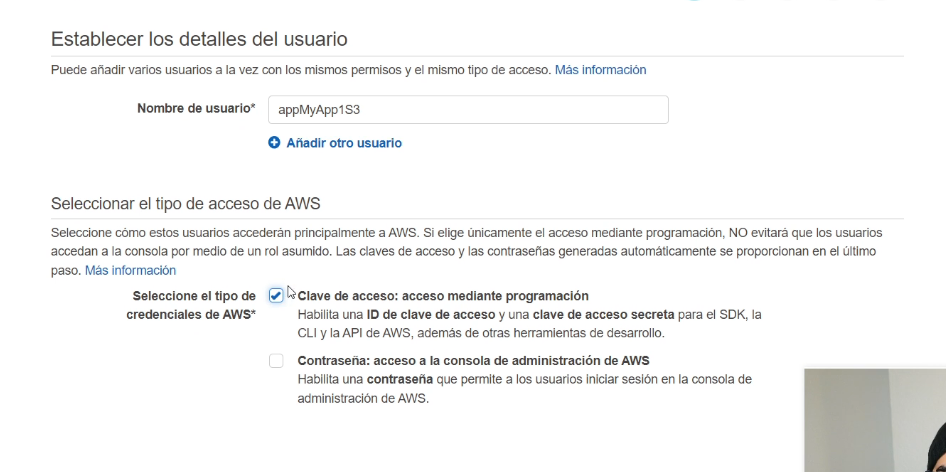 Establecer los detalles del usuario
Puede añadir varios usuarios a la vez con los mismos permisos y el mismo tipo de acceso. Más información
Nombre de usuario* appMyApp1S3
Añadir otro usuario
Seleccionar el tipo de acceso de AWS
Seleccione cómo estos usuarios accederán principalmente a AWS. Si elige únicamente el acceso mediante programación, NO evitará que los usuarios
accedan a la consola por medio de un rol asumido. Las claves de acceso y las contraseñas generadas automáticamente se proporcionan en el último
paso. Más información
Seleccione el tipo de
credenciales de AWS*
Clave de acceso: acceso mediante programación
Habilita una ID de clave de acceso y una clave de acceso secreta para el SDK, la
CLI y la API de AWS, además de otras herramientas de desarrollo.
Contraseña: acceso a la consola de administración de AWS
Habilita una contraseña que permite a los usuarios iniciar sesión en la consola de
administración de AWS.